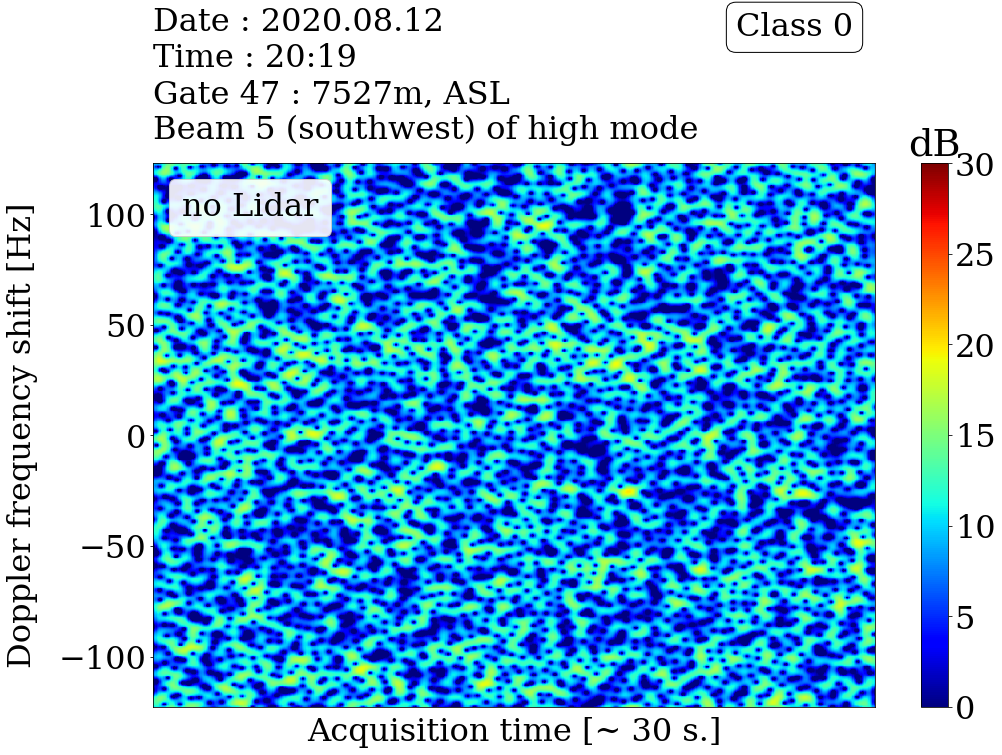 Date : 2020.08.12
Time : 20:19
Gate 47 : 7527m, ASL
Beam 5 (southwest) of high mode
Class 0
no Lidar
Doppler frequency shift [Hz]
100
50
0
−50
−100
Acquisition time [~ 30 s.]
dB
30
25
20
15
10
5
0